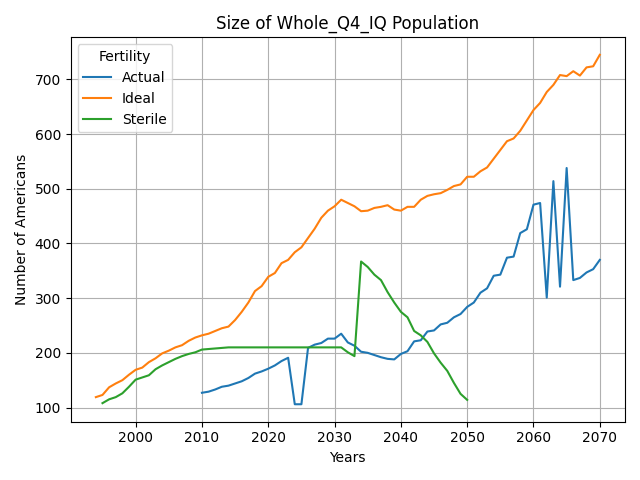 Size of Whole_Q4_IQ Population
Fertility
Actual
Ideal
Sterile
Number of Americans
700
600
500
400
300
200
100
2000
2010
2020
2030
2040
2050
2060
2070
Years